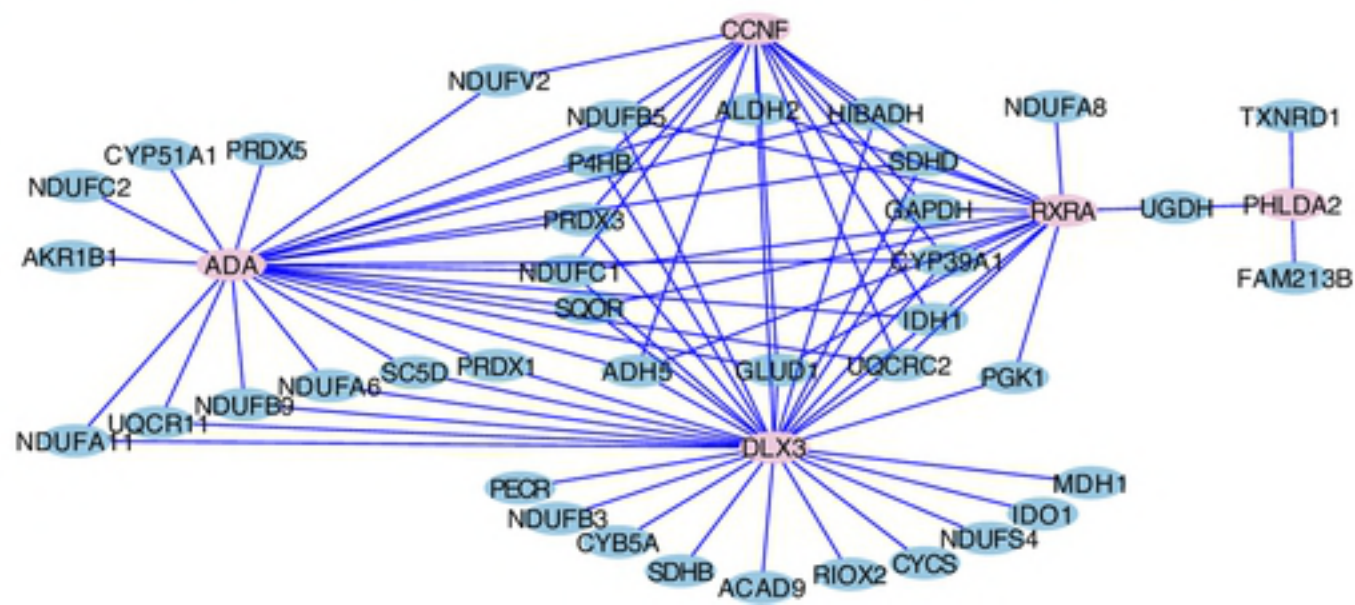 CCNF
NDUFV2
NDUFB5
ALDH2
HIBADH
NDUFA8
TXNRD1
CYP51A1
PRDX5
P4HB
SDHD
NDUFC2
PRDX3
GAPDH
RXRA
UGDH
PHLDA2
AKR1B1
ADA
NDUFC1
CYP39A1
FAM213B
SQOR
IDH1
NDUFA6
SC5D
PRDX1
ADH5
GLUD1
UQCRC2
PGK1
NDUFB9
UQCR11
NDUFA11
DLX3
PECR
MDH1
NDUFB3
IDO1
CYB5A
NDUFS4
SDHB
CYCS
ACAD9
RIOX2